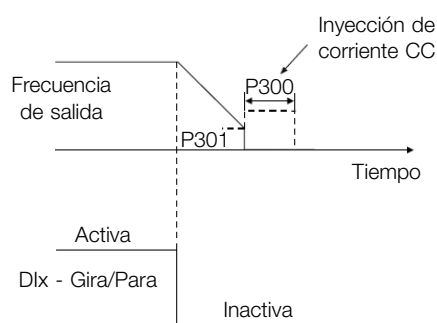 Inyección de
corriente CC
Frecuencia
de salida
P300
P301
Tiempo
Activa
DIx - Gira/Para
Inactiva